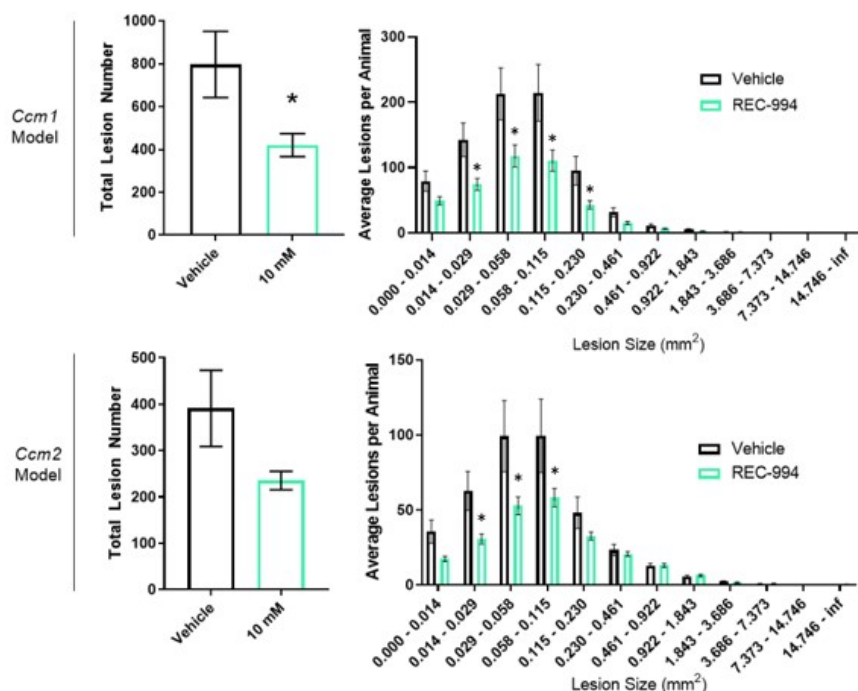 Ccm1
Model
Total Lesion Number
1000
800
600
400
200
0
*
Vehicle
10 mM
Average Lesions per Animal
300
200
100
0
* * * *
Vehicle
REC-994
0.000 - 0.014
0.014 - 0.029
0.029 - 0.058
0.058 - 0.115
0.115 - 0.230
0.230 - 0.461
0.461 - 0.922
0.922 - 1.843
1.843 - 3.686
3.686 - 7.373
7.373 - 14.746
14.746 - inf
Lesion Size (mm²)
Ccm2
Model
Total Lesion Number
500
400
300
200
100
0
Vehicle
10 mM
Average Lesions per Animal
150
100
50
0
* * *
Vehicle
REC-994
0.000 - 0.014
0.014 - 0.029
0.029 - 0.058
0.058 - 0.115
0.115 - 0.230
0.230 - 0.461
0.461 - 0.922
0.922 - 1.843
1.843 - 3.686
3.686 - 7.373
7.373 - 14.746
14.746 - inf
Lesion Size (mm²)